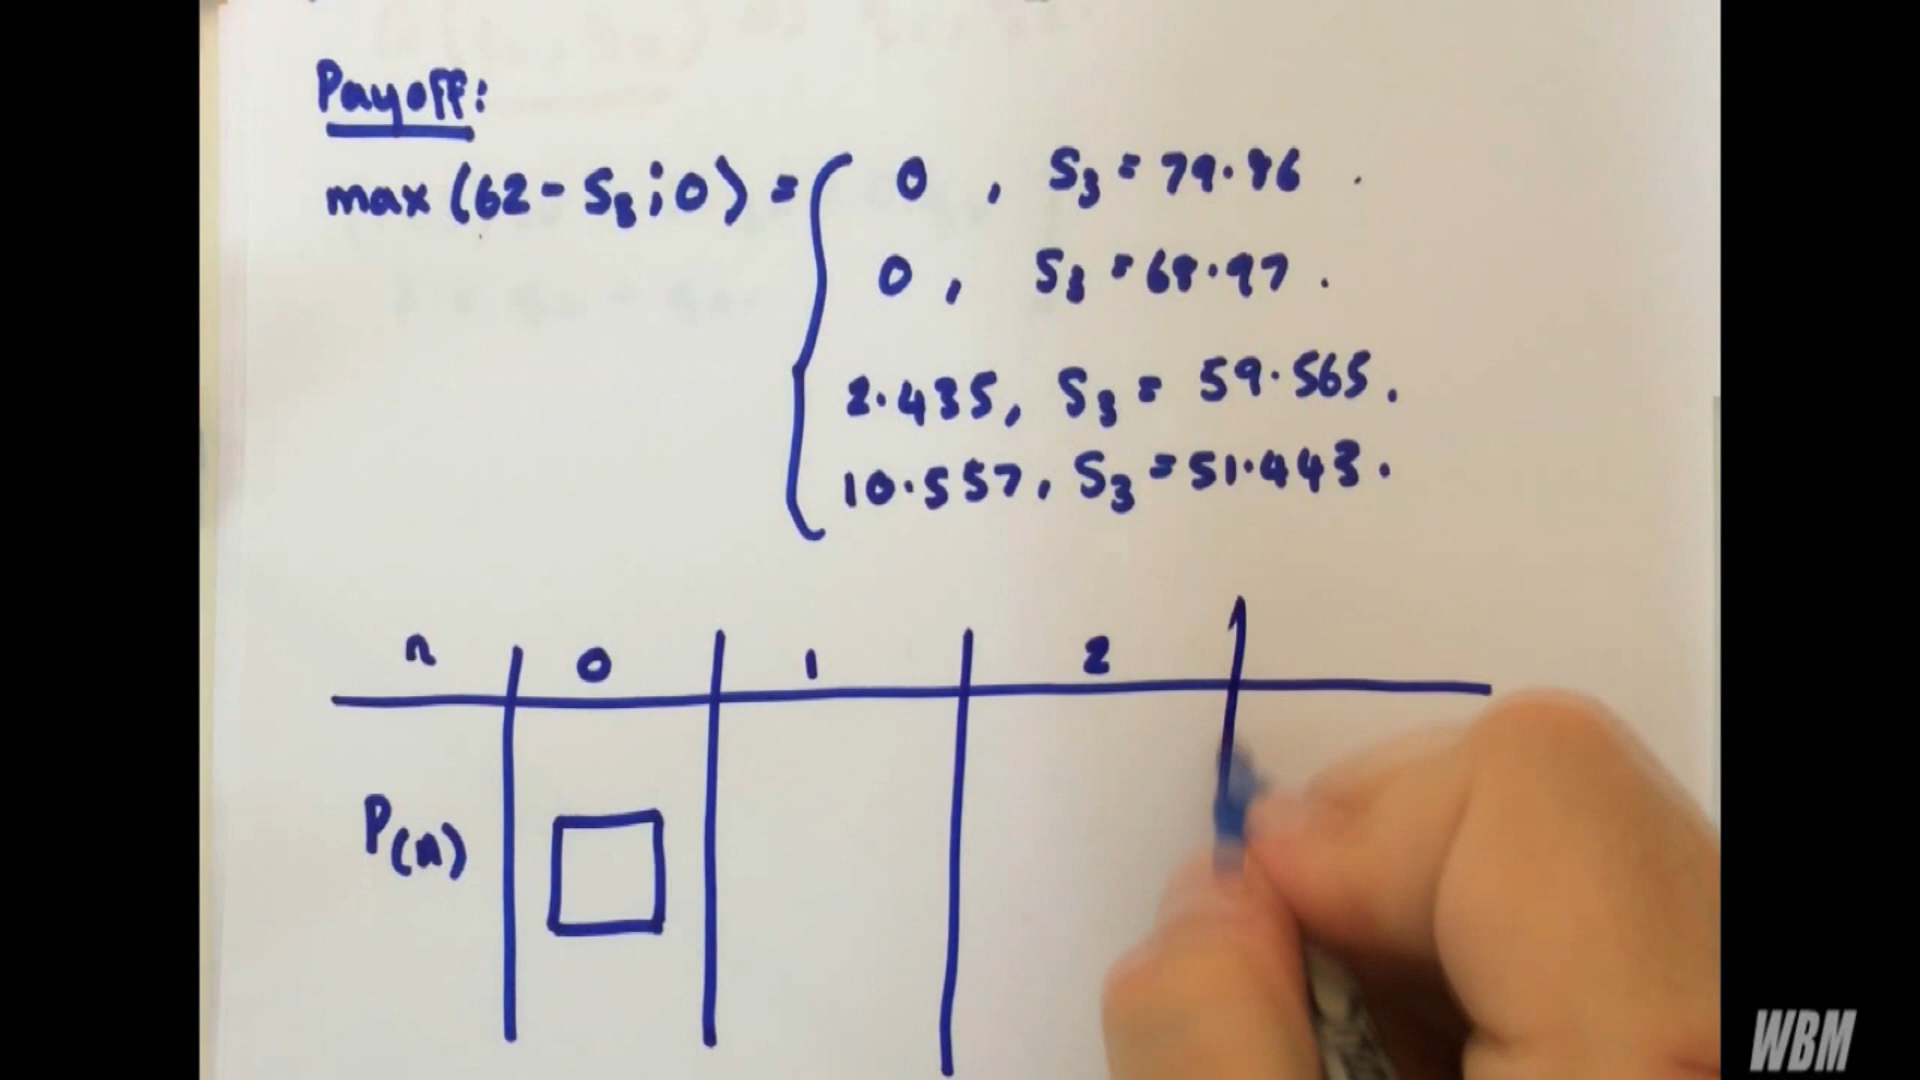 Payoff:
max (62 - S3 ; 0) = 0 , S3 = 79.86 .
0 , S3 = 68.97 .
2.435, S3 = 59.565.
10.557, S3 = 51.443.
n 0 1 2
P(n)
WBM